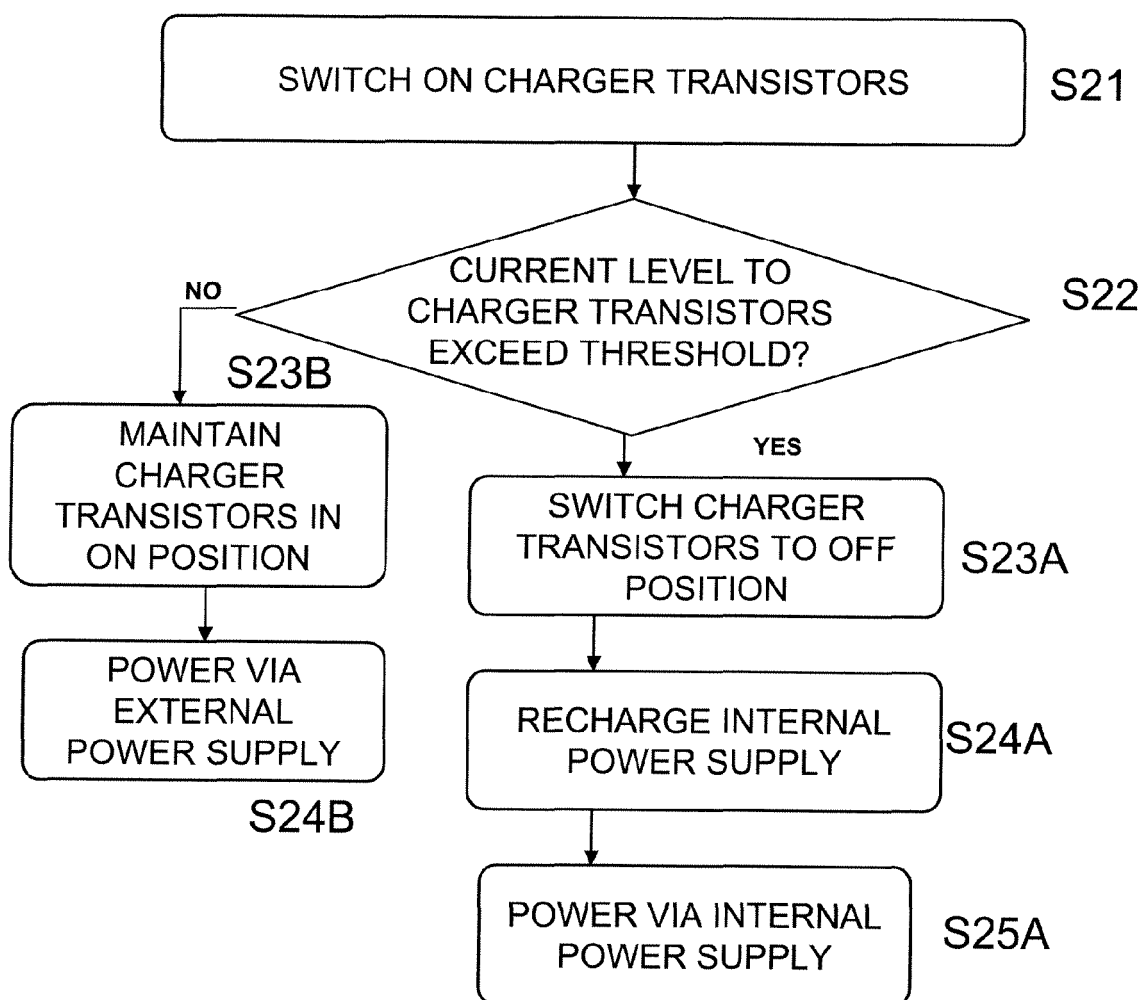 SWITCH ON CHARGER TRANSISTORS
S21
CURRENT LEVEL TO
CHARGER TRANSISTORS
EXCEED THRESHOLD?
S22
NO
YES
S23B
MAINTAIN
CHARGER
TRANSISTORS IN
ON POSITION
SWITCH CHARGER
TRANSISTORS TO OFF
POSITION
S23A
POWER VIA
EXTERNAL
POWER SUPPLY
S24B
RECHARGE INTERNAL
POWER SUPPLY
S24A
POWER VIA INTERNAL
POWER SUPPLY
S25A